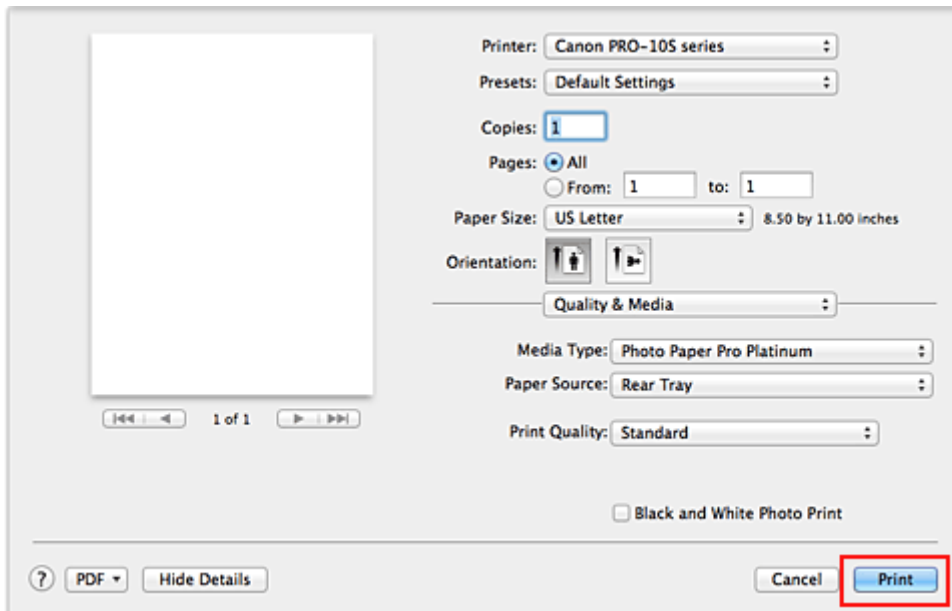 Printer: Canon PRO-10S series
Presets: Default Settings
Copies: 1
Pages: All
From: 1 to: 1
Paper Size: US Letter 8.50 by 11.00 inches
Orientation:
Quality & Media
Media Type: Photo Paper Pro Platinum
Paper Source: Rear Tray
1 of 1
Print Quality: Standard
Black and White Photo Print
? PDF Hide Details Cancel Print